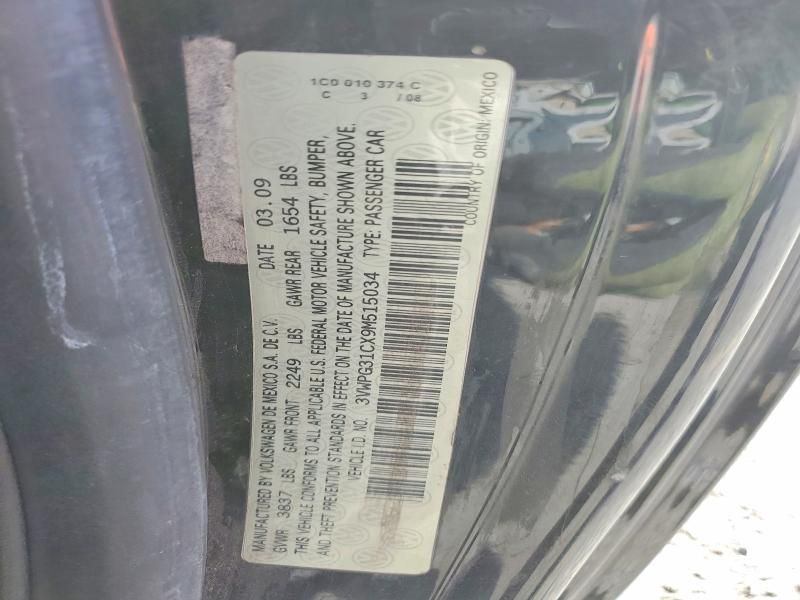 1C0 010 374 C
C 3 /08
MANUFACTURED BY VOLKSWAGEN DE MEXICO S.A. DE C.V. DATE 03.09
GVWR 3837 LBS GAWR FRONT 2249 LBS GAWR REAR 1654 LBS
THIS VEHICLE CONFORMS TO ALL APPLICABLE U.S. FEDERAL MOTOR VEHICLE SAFETY, BUMPER,
AND THEFT PREVENTION STANDARDS IN EFFECT ON THE DATE OF MANUFACTURE SHOWN ABOVE.
VEHICLE I.D. NO. 3VWPG31CX9M515034 TYPE: PASSENGER CAR
COUNTRY OF ORIGIN: MEXICO